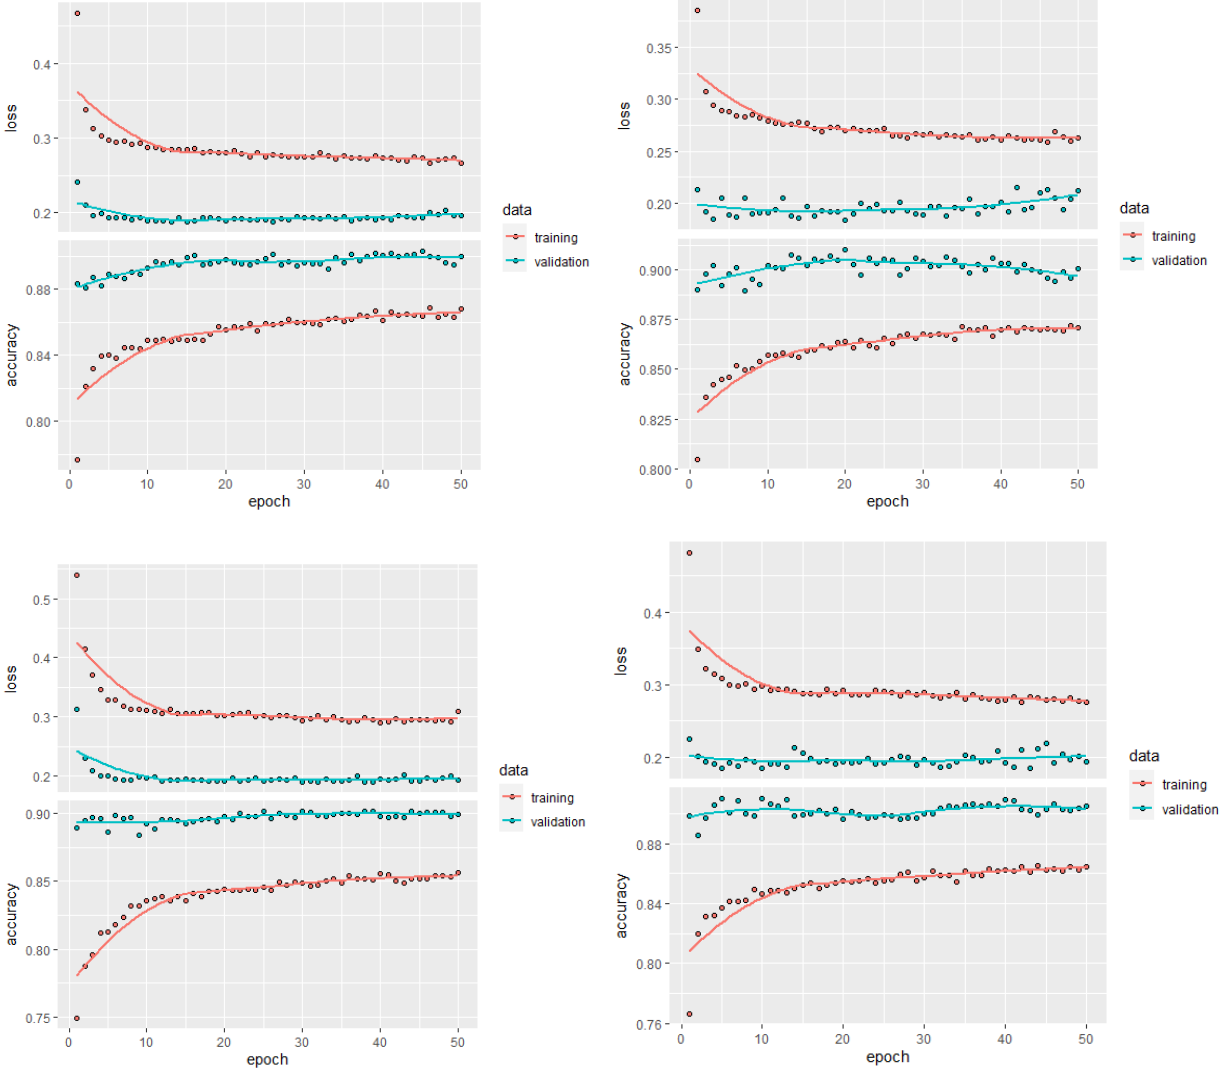 loss
0.4
0.3
0.2
accuracy
0.88
0.84
0.80
0
10
20
30
40
50
epoch
data
training
validation
loss
0.35
0.30
0.25
0.20
accuracy
0.900
0.875
0.850
0.825
0.800
0
10
20
30
40
50
epoch
data
training
validation
loss
0.5
0.4
0.3
0.2
accuracy
0.90
0.85
0.80
0.75
0
10
20
30
40
50
epoch
data
training
validation
loss
0.4
0.3
0.2
accuracy
0.88
0.84
0.80
0.76
0
10
20
30
40
50
epoch
data
training
validation